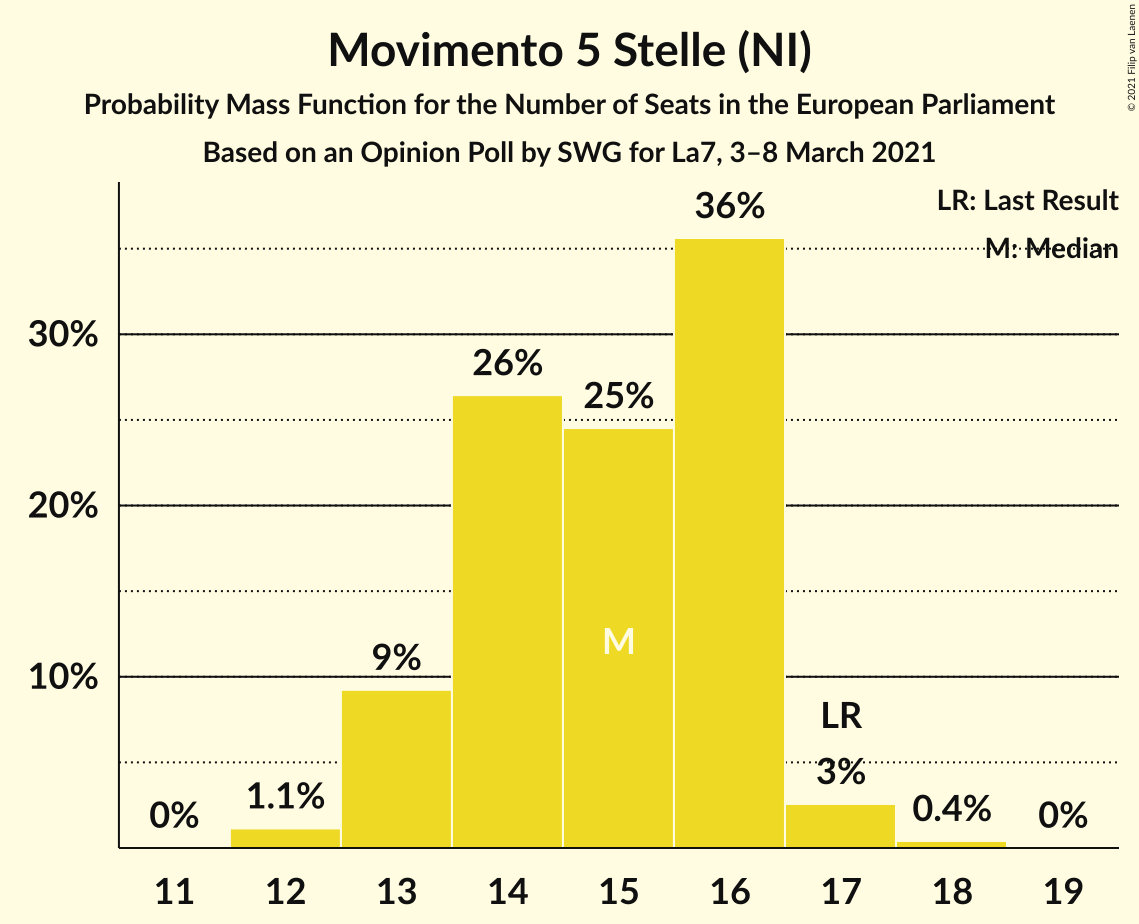 Movimento 5 Stelle (NI)
Probability Mass Function for the Number of Seats in the European Parliament
Based on an Opinion Poll by SWG for La7, 3–8 March 2021
© 2021 Filip van Laenen
LR: Last Result
M: Median
36%
30%
26%
25%
20%
M
9%
10%
LR
3%
1.1%
0.4%
0%
0%
11 12 13 14 15 16 17 18 19